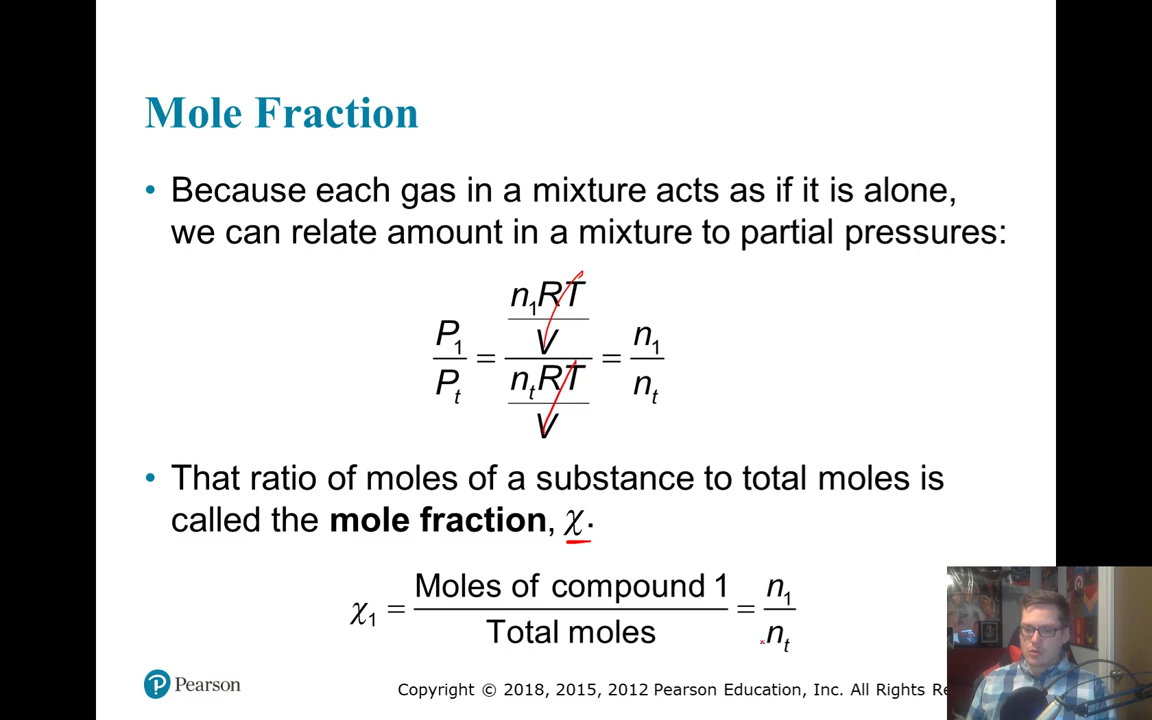 Mole Fraction
• Because each gas in a mixture acts as if it is alone,
we can relate amount in a mixture to partial pressures:
P₁/Pₜ = (n₁RT/V)/(nₜRT/V) = n₁/nₜ
• That ratio of moles of a substance to total moles is
called the mole fraction, χ.
χ₁ = Moles of compound 1/Total moles = n₁/nₜ
P Pearson
Copyright © 2018, 2015, 2012 Pearson Education, Inc. All Rights